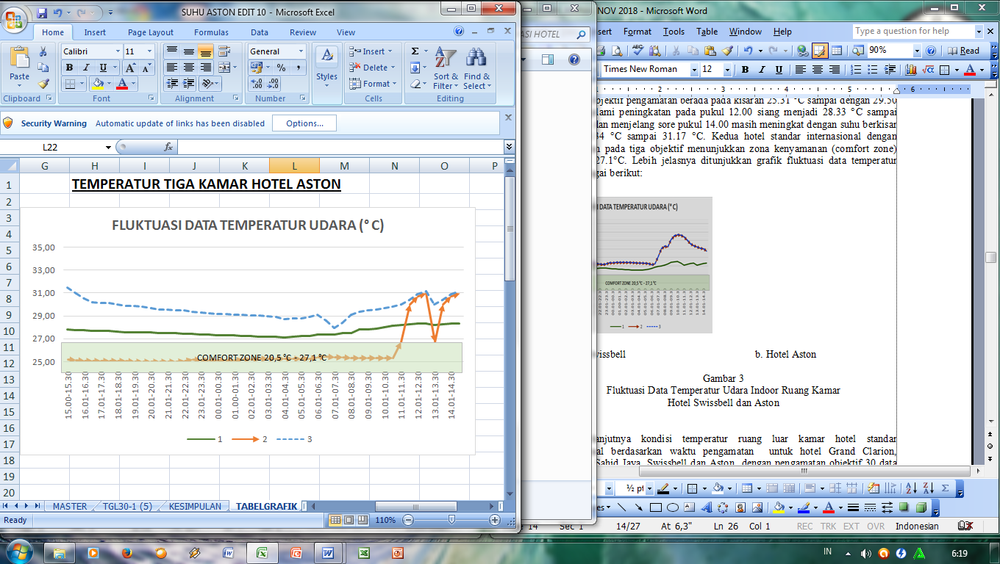 SUHU ASTON EDIT 10 - Microsoft Excel
Home Insert Page Layout Formulas Data Review View
Paste
Clipboard
Calibri 11
B I U A A
Font
Alignment
General
% ,
Number
Styles
Insert
Delete
Format
Cells
Σ
Sort & Filter
Find & Select
Editing
Security Warning Automatic update of links has been disabled Options...
L22 fx
G H I J K L M N O P
1 TEMPERATUR TIGA KAMAR HOTEL ASTON
2
3
4
5
6
7
8
9
10
11
12
13
14
15
16
17
18
19
20
FLUKTUASI DATA TEMPERATUR UDARA (° C)
35,00
33,00
31,00
29,00
27,00
25,00
COMFORT ZONE 20,5 °C - 27,1 °C
15.00-15.30
16.01-16.30
17.01-17.30
18.01-18.30
19.01-19.30
20.01-20.30
21.01-21.30
22.01-22.30
23.01-23.30
00.01-00.30
01.00-01.30
02.01-02.30
03.01-03.30
04.01-04.30
05.01-05.30
06.01-06.30
07.01-07.30
08.01-08.30
09.01-09.30
10.01-10.30
11.01-11.30
12.01-12.30
13.01-13.30
14.01-14.30
1 2 3
MASTER TGL30-1 (5) KESIMPULAN TABELGRAFIK
Ready 110%
HOTEL
NOV 2018 - Microsoft Word
Format Tools Table Window Help Type a question for help
90% Read
Times New Roman 12 B I U
1 2 3 4 5 6
pengamatan berada pada kisaran 25.31 °C sampai dengan 29.50
peningkatan pada pukul 12.00 siang menjadi 28.33 °C sampai
menjelang sore pukul 14.00 masih meningkat dengan suhu berkisar
°C sampai 31.17 °C. Kedua hotel standar internasional dengan
pada tiga objektif menunjukkan zona kenyamanan (comfort zone)
27.1°C. Lebih jelasnya ditunjukkan grafik fluktuasi data temperatur
berikut:
DATA TEMPERATUR UDARA (°C)
COMFORT ZONE 20,5 °C - 27,1 °C
1 2 3
b. Hotel Aston
Gambar 3
Fluktuasi Data Temperatur Udara Indoor Ruang Kamar
Hotel Swissbell dan Aston
kondisi temperatur ruang luar kamar hotel standar
berdasarkan waktu pengamatan untuk hotel Grand Clarion,
Sahid Jaya, Swissbell dan Aston dengan pengamatan objektif 30 data
½ pt
Sec 1 14/27 At 6,3" Ln 26 Col 1 REC TRK EXT OVR Indonesian
IN 6:19